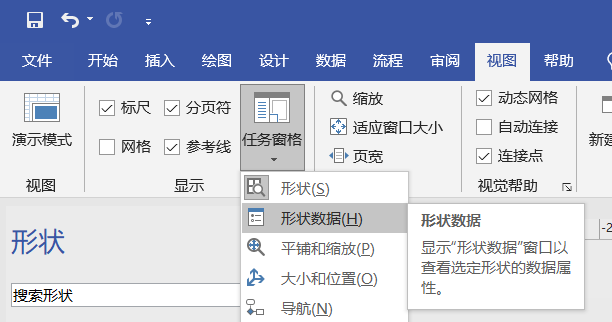 文件 开始 插入 绘图 设计 数据 流程 审阅 视图 帮助
演示模式
标尺 分页符
网格 参考线
任务窗格
缩放
适应窗口大小
页宽
动态网格
自动连接
连接点
新建
视图 显示 视觉帮助
形状
搜索形状
形状(S)
形状数据(H)
平铺和缩放(P)
大小和位置(O)
导航(N)
形状数据
显示“形状数据”窗口以
查看选定形状的数据属
性。
-2